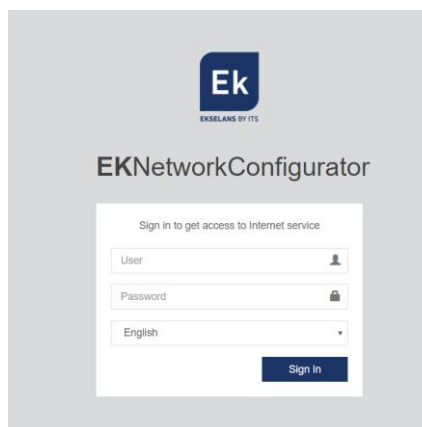 Ek
EKSELANS BY ITS
EKNetworkConfigurator
Sign in to get access to Internet service
User
Password
English
Sign In